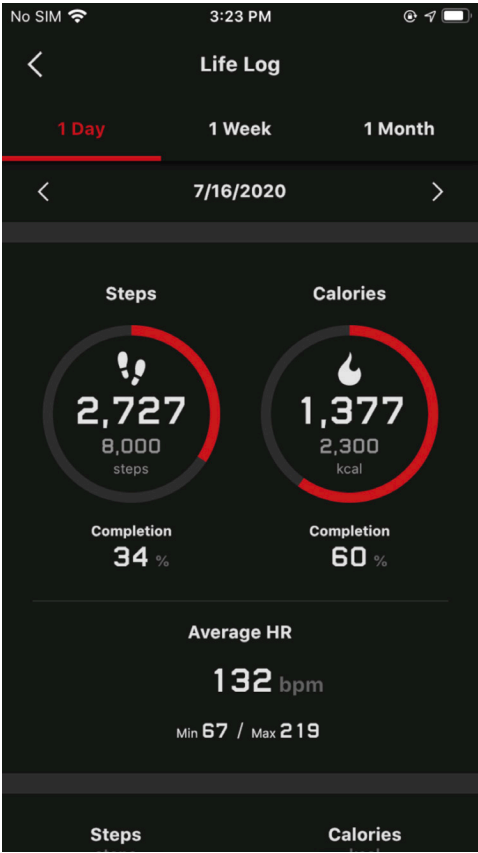 No SIM 3:23 PM
Life Log
1 Day 1 Week 1 Month
7/16/2020
Steps Calories
2,727 1,377
8,000 2,300
steps kcal
Completion Completion
34 % 60 %
Average HR
132 bpm
Min 67 / Max 219
Steps Calories